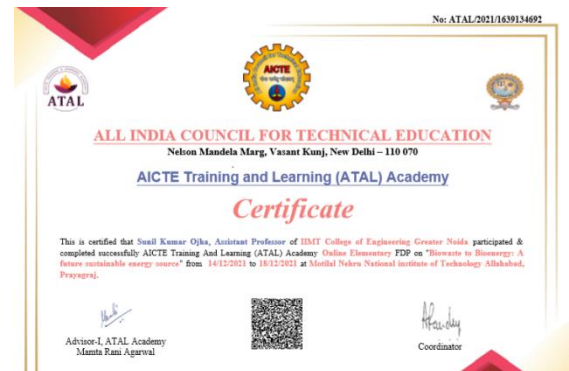 No: ATAL/2021/1639134692
ATAL
AICTE
ALL INDIA COUNCIL FOR TECHNICAL EDUCATION
Nelson Mandela Marg, Vasant Kunj, New Delhi – 110 070
AICTE Training and Learning (ATAL) Academy
Certificate
This is certified that Sunil Kumar Ojha, Assistant Professor of IIMT College of Engineering Greater Noida participated &
completed successfully AICTE Training And Learning (ATAL) Academy Online Elementary FDP on "Biowaste to Bioenergy: A
future sustainable energy source" from 14/12/2021 to 18/12/2021 at Motilal Nehru National institute of Technology Allahabad,
Prayagraj.
Advisor-I, ATAL Academy
Mamta Rani Agarwal
Coordinator